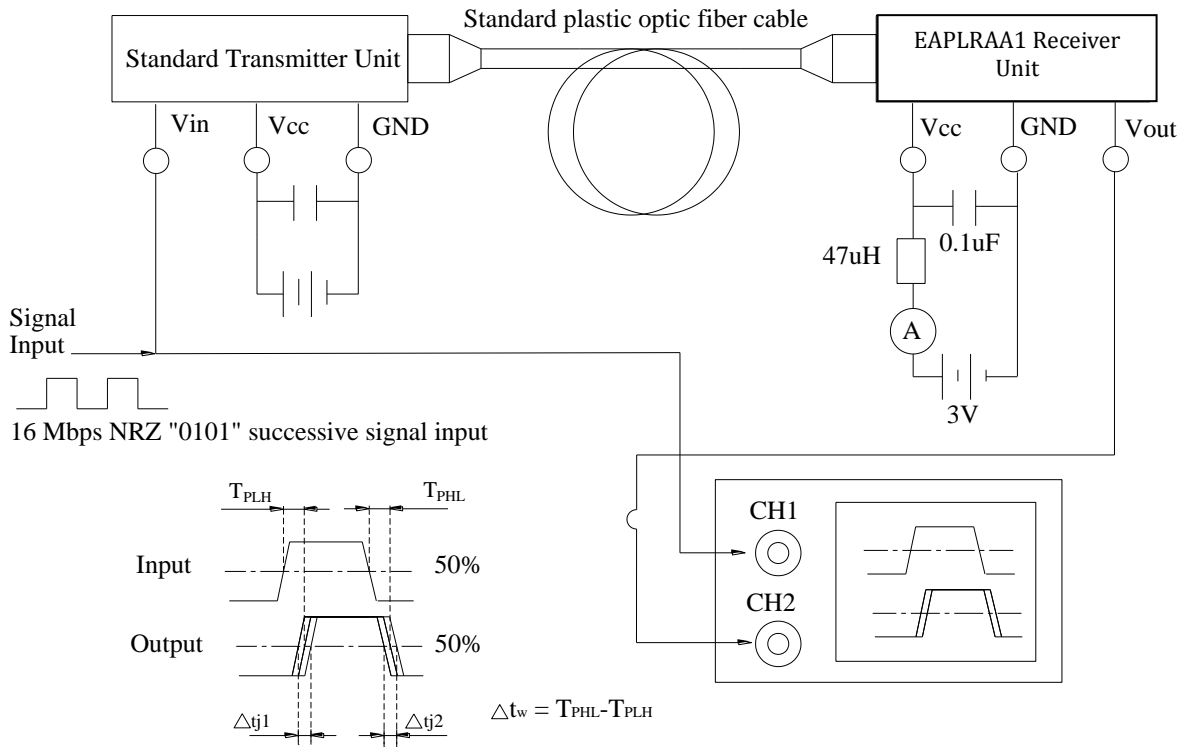 Standard plastic optic fiber cable
Standard Transmitter Unit
EAPLRAA1 Receiver
Unit
Vin
Vcc
GND
Vcc
GND
Vout
0.1uF
47uH
A
3V
Signal
Input
16 Mbps NRZ "0101" successive signal input
TPLH
TPHL
Input
50%
Output
50%
△tj1
△tj2
△tw = TPHL-TPLH
CH1
CH2